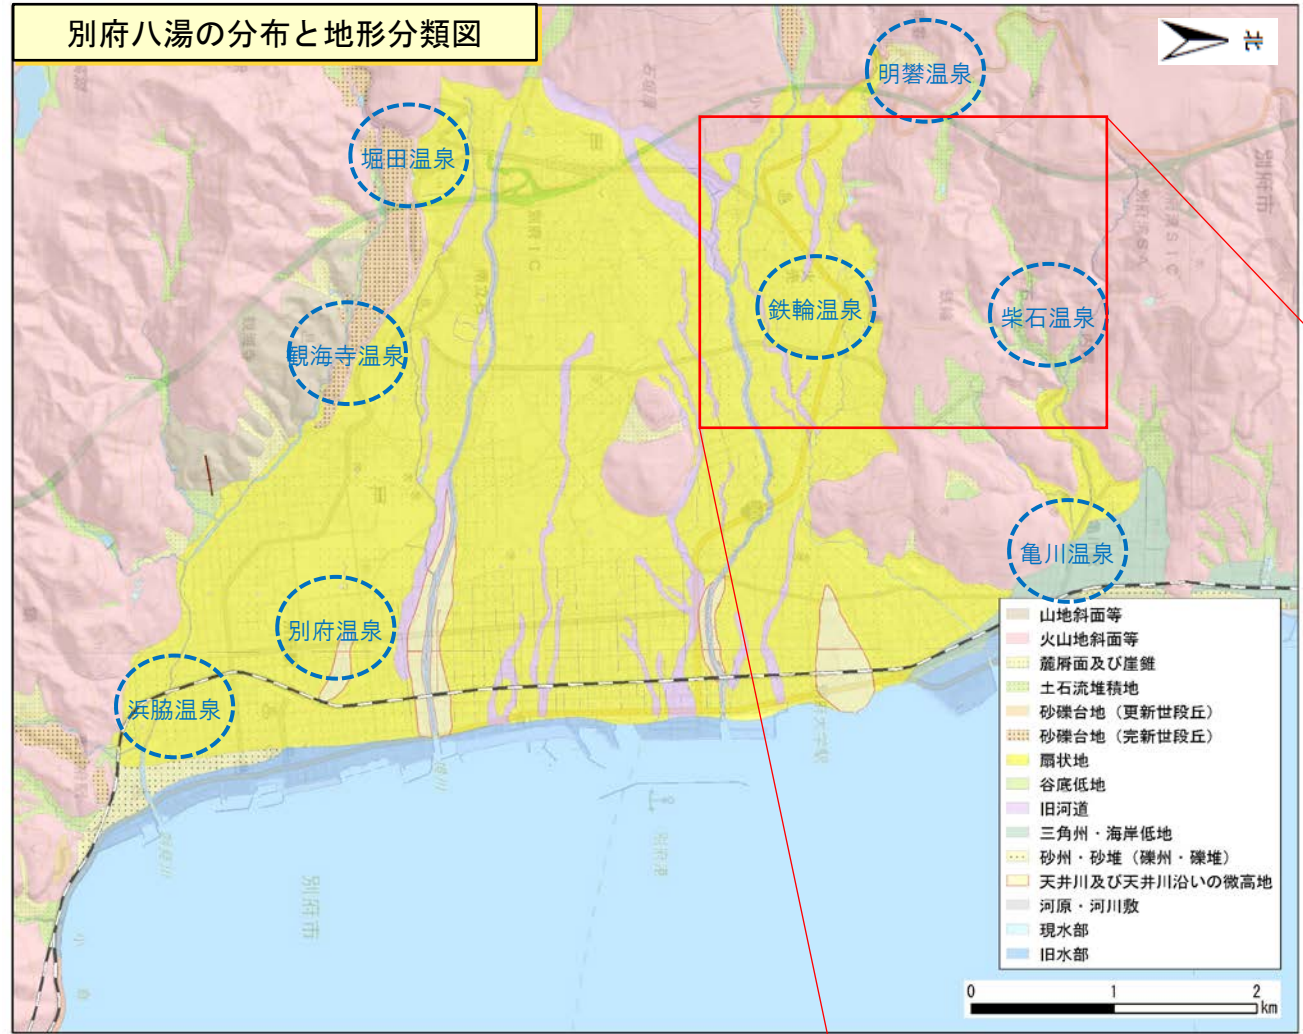 別府八湯の分布と地形分類図
北
明礬温泉
堀田温泉
鉄輪温泉
柴石温泉
観海寺温泉
亀川温泉
別府温泉
浜脇温泉
別府IC
別府市
別府市
山地斜面等
火山地斜面等
麓屑面及び崖錐
土石流堆積地
砂礫台地（更新世段丘）
砂礫台地（完新世段丘）
扇状地
谷底低地
旧河道
三角州・海岸低地
砂州・砂堆（礫州・礫堆）
天井川及び天井川沿いの微高地
河原・河川敷
現水部
旧水部
0 1 2
km